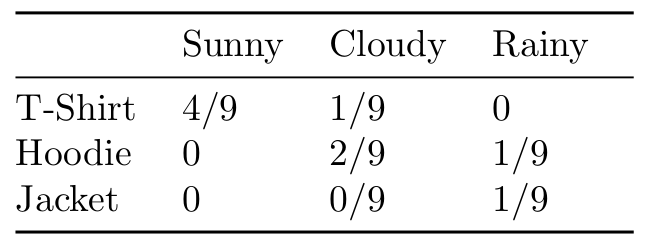 Sunny Cloudy Rainy
T-Shirt 4/9 1/9 0
Hoodie 0 2/9 1/9
Jacket 0 0/9 1/9